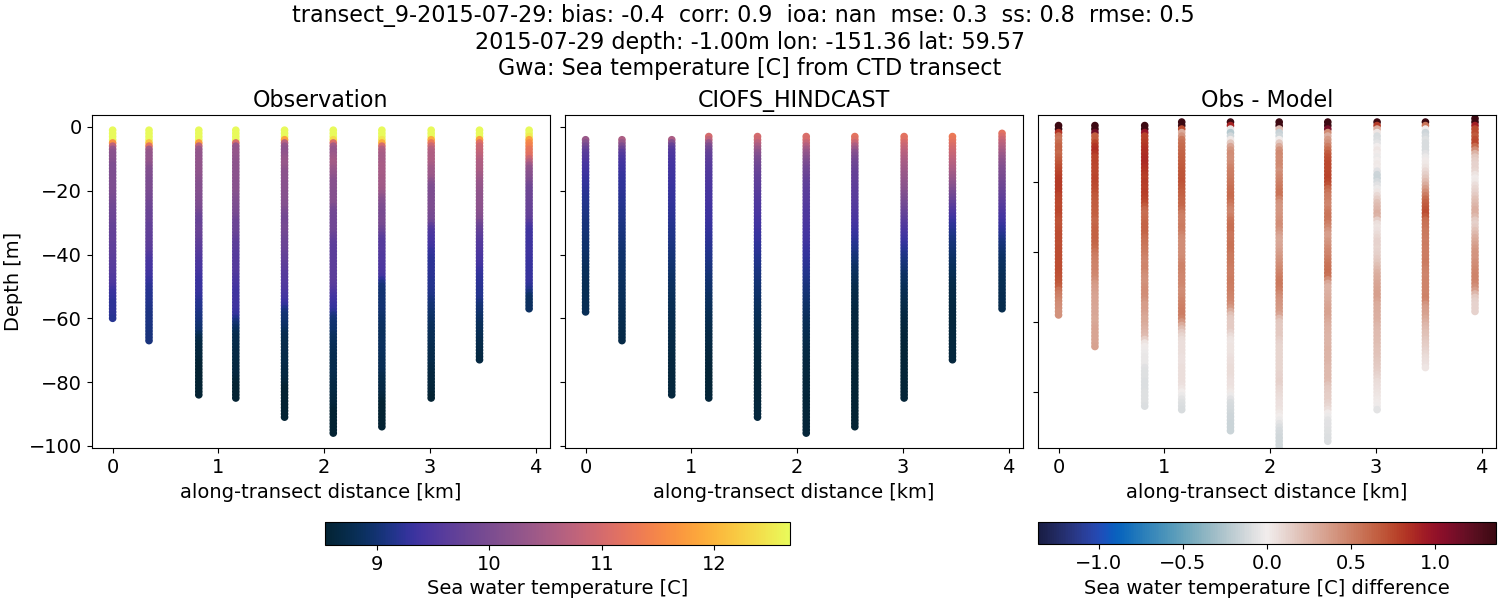 transect_9-2015-07-29: bias: -0.4  corr: 0.9  ioa: nan  mse: 0.3  ss: 0.8  rmse: 0.5
2015-07-29 depth: -1.00m lon: -151.36 lat: 59.57
Gwa: Sea temperature [C] from CTD transect
Observation
CIOFS_HINDCAST
Obs - Model
Depth [m]
0
−20
−40
−60
−80
−100
0 1 2 3 4
0 1 2 3 4
0 1 2 3 4
along-transect distance [km]
along-transect distance [km]
along-transect distance [km]
9 10 11 12
Sea water temperature [C]
−1.0 −0.5 0.0 0.5 1.0
Sea water temperature [C] difference